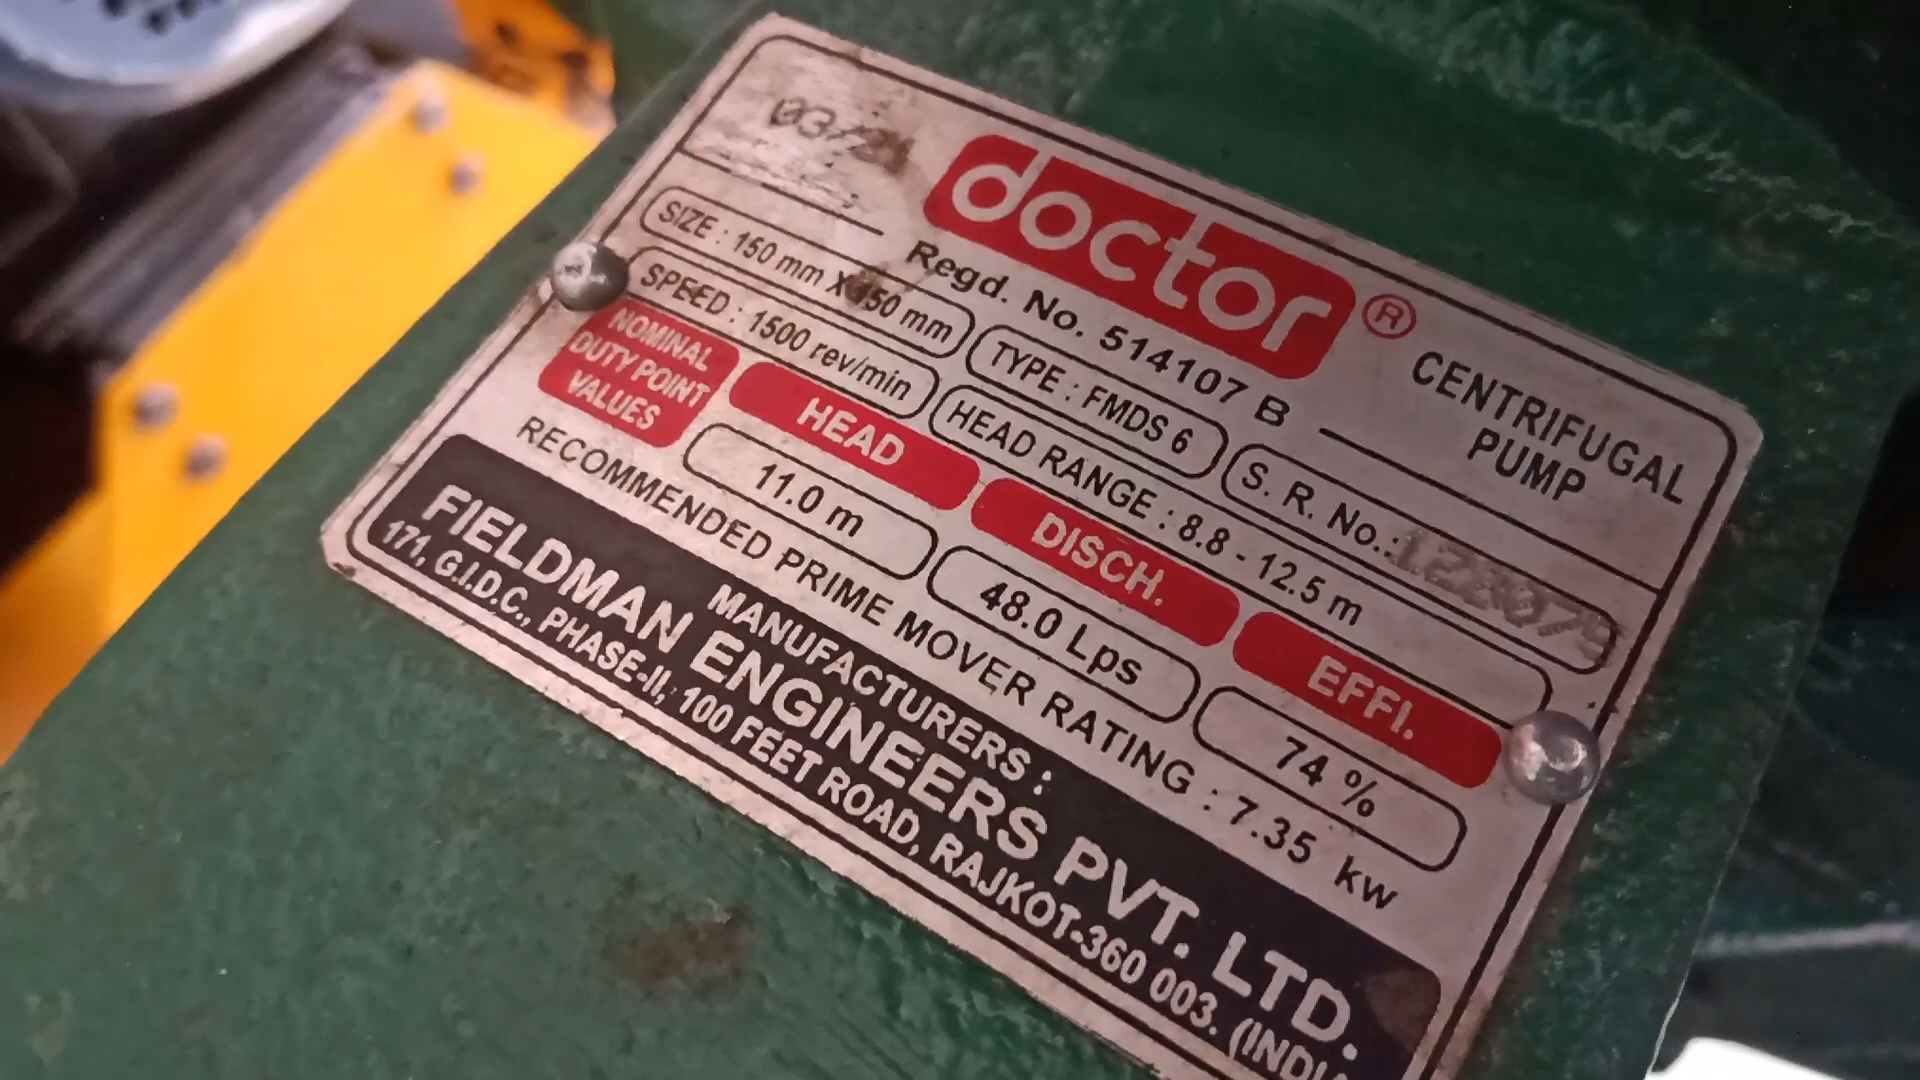 doctor ®
CENTRIFUGAL
PUMP
Regd. No. 514107 B
SIZE : 150 mm X 150 mm
TYPE : FMDS 6
S. R. No.:
SPEED : 1500 rev/min
HEAD RANGE : 8.8 - 12.5 m
NOMINAL
DUTY POINT
VALUES
HEAD
DISCH.
EFFI.
11.0 m
48.0 Lps
74 %
RECOMMENDED PRIME MOVER RATING : 7.35 kw
MANUFACTURERS :
FIELDMAN ENGINEERS PVT. LTD.
171, G.I.D.C., PHASE-II, 100 FEET ROAD, RAJKOT-360 003.